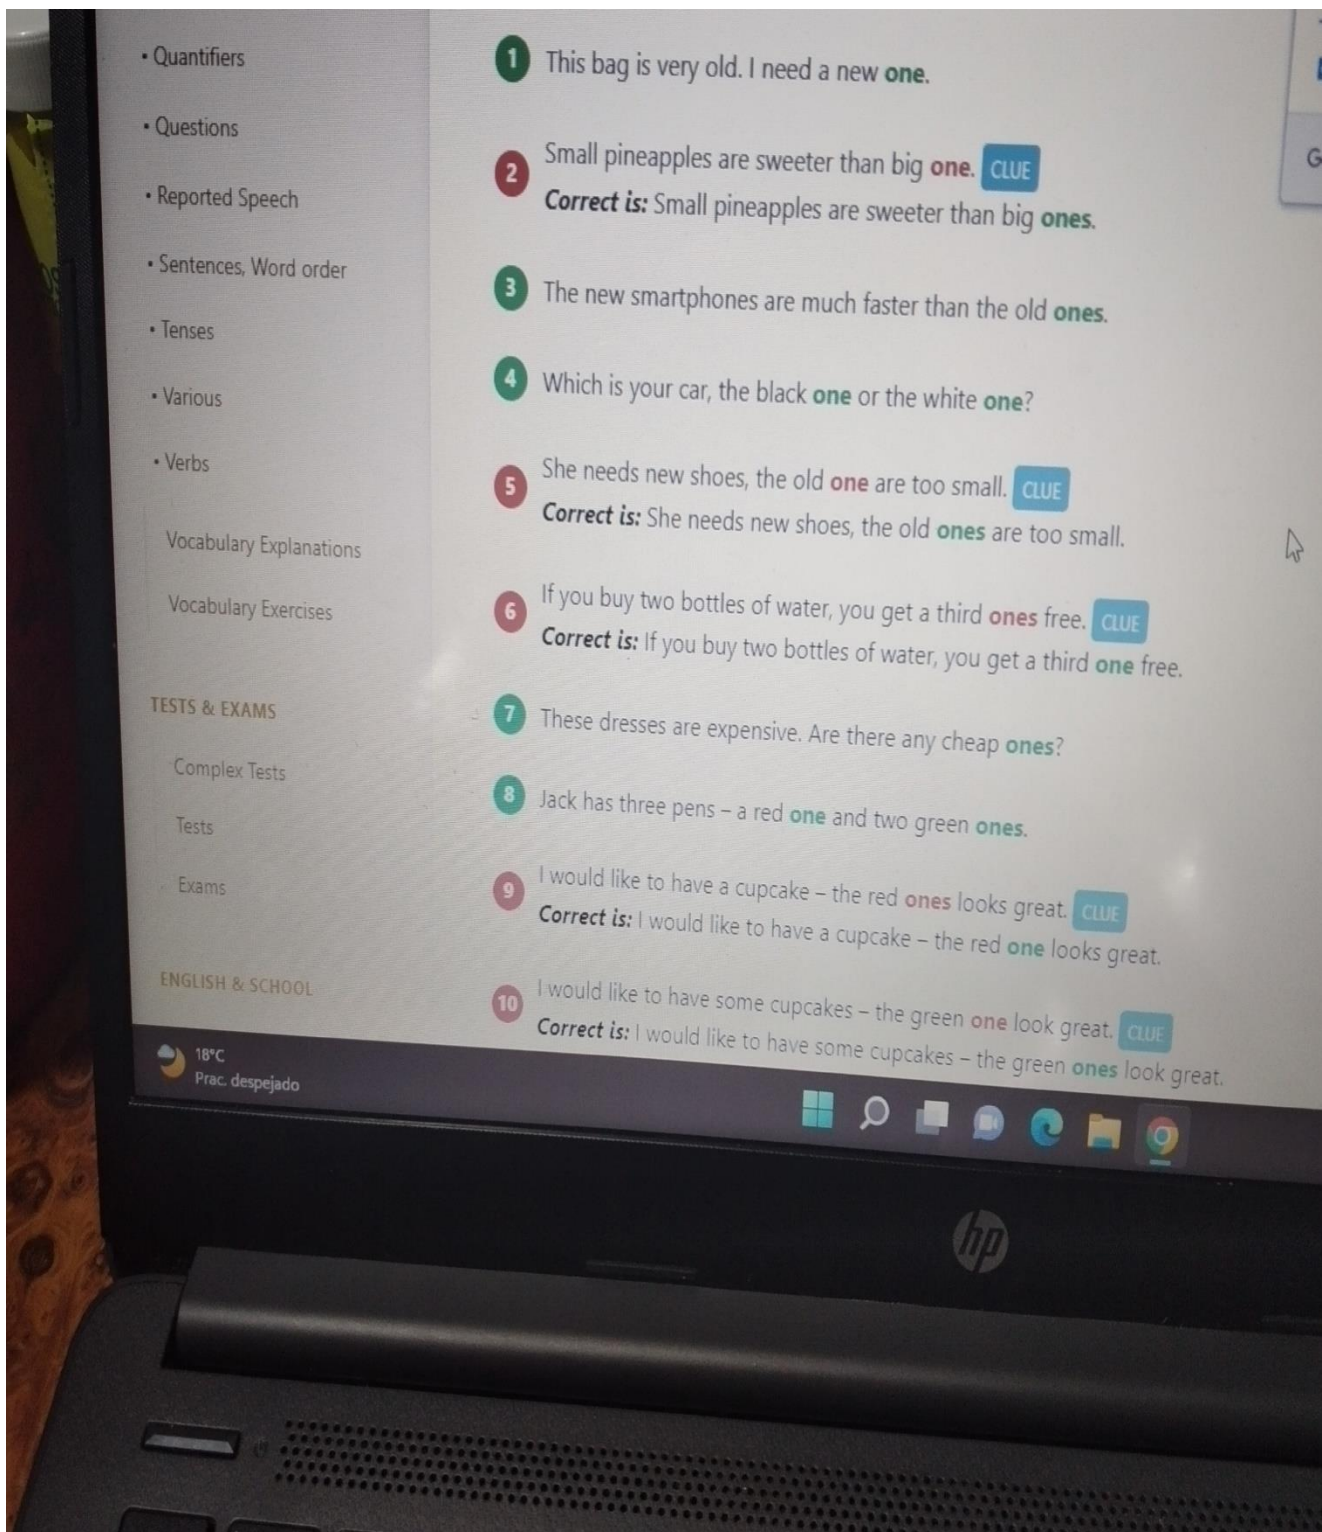 • Quantifiers
• Questions
• Reported Speech
• Sentences, Word order
• Tenses
• Various
• Verbs
Vocabulary Explanations
Vocabulary Exercises
TESTS & EXAMS
Complex Tests
Tests
Exams
ENGLISH & SCHOOL
1 This bag is very old. I need a new one.
2 Small pineapples are sweeter than big one. CLUE
Correct is: Small pineapples are sweeter than big ones.
3 The new smartphones are much faster than the old ones.
4 Which is your car, the black one or the white one?
5 She needs new shoes, the old one are too small. CLUE
Correct is: She needs new shoes, the old ones are too small.
6 If you buy two bottles of water, you get a third ones free. CLUE
Correct is: If you buy two bottles of water, you get a third one free.
7 These dresses are expensive. Are there any cheap ones?
8 Jack has three pens – a red one and two green ones.
9 I would like to have a cupcake – the red ones looks great. CLUE
Correct is: I would like to have a cupcake – the red one looks great.
10 I would like to have some cupcakes – the green one look great. CLUE
Correct is: I would like to have some cupcakes – the green ones look great.
G
18°C
Prac. despejado
hp